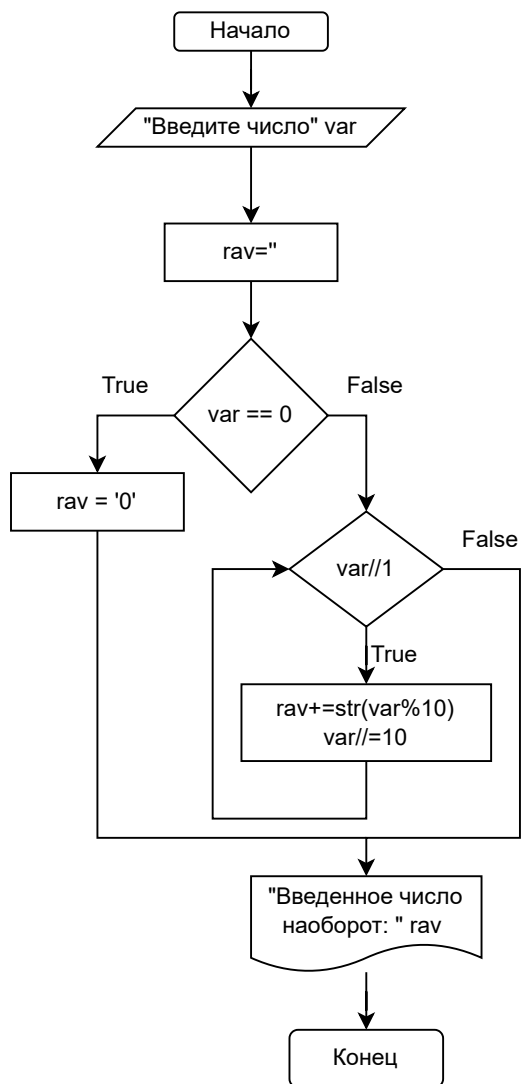 Начало
"Введите число" var
rav=''
var == 0
True
False
rav = '0'
var//1
False
True
rav+=str(var%10)
var//=10
"Введенное число
наоборот: " rav
Конец